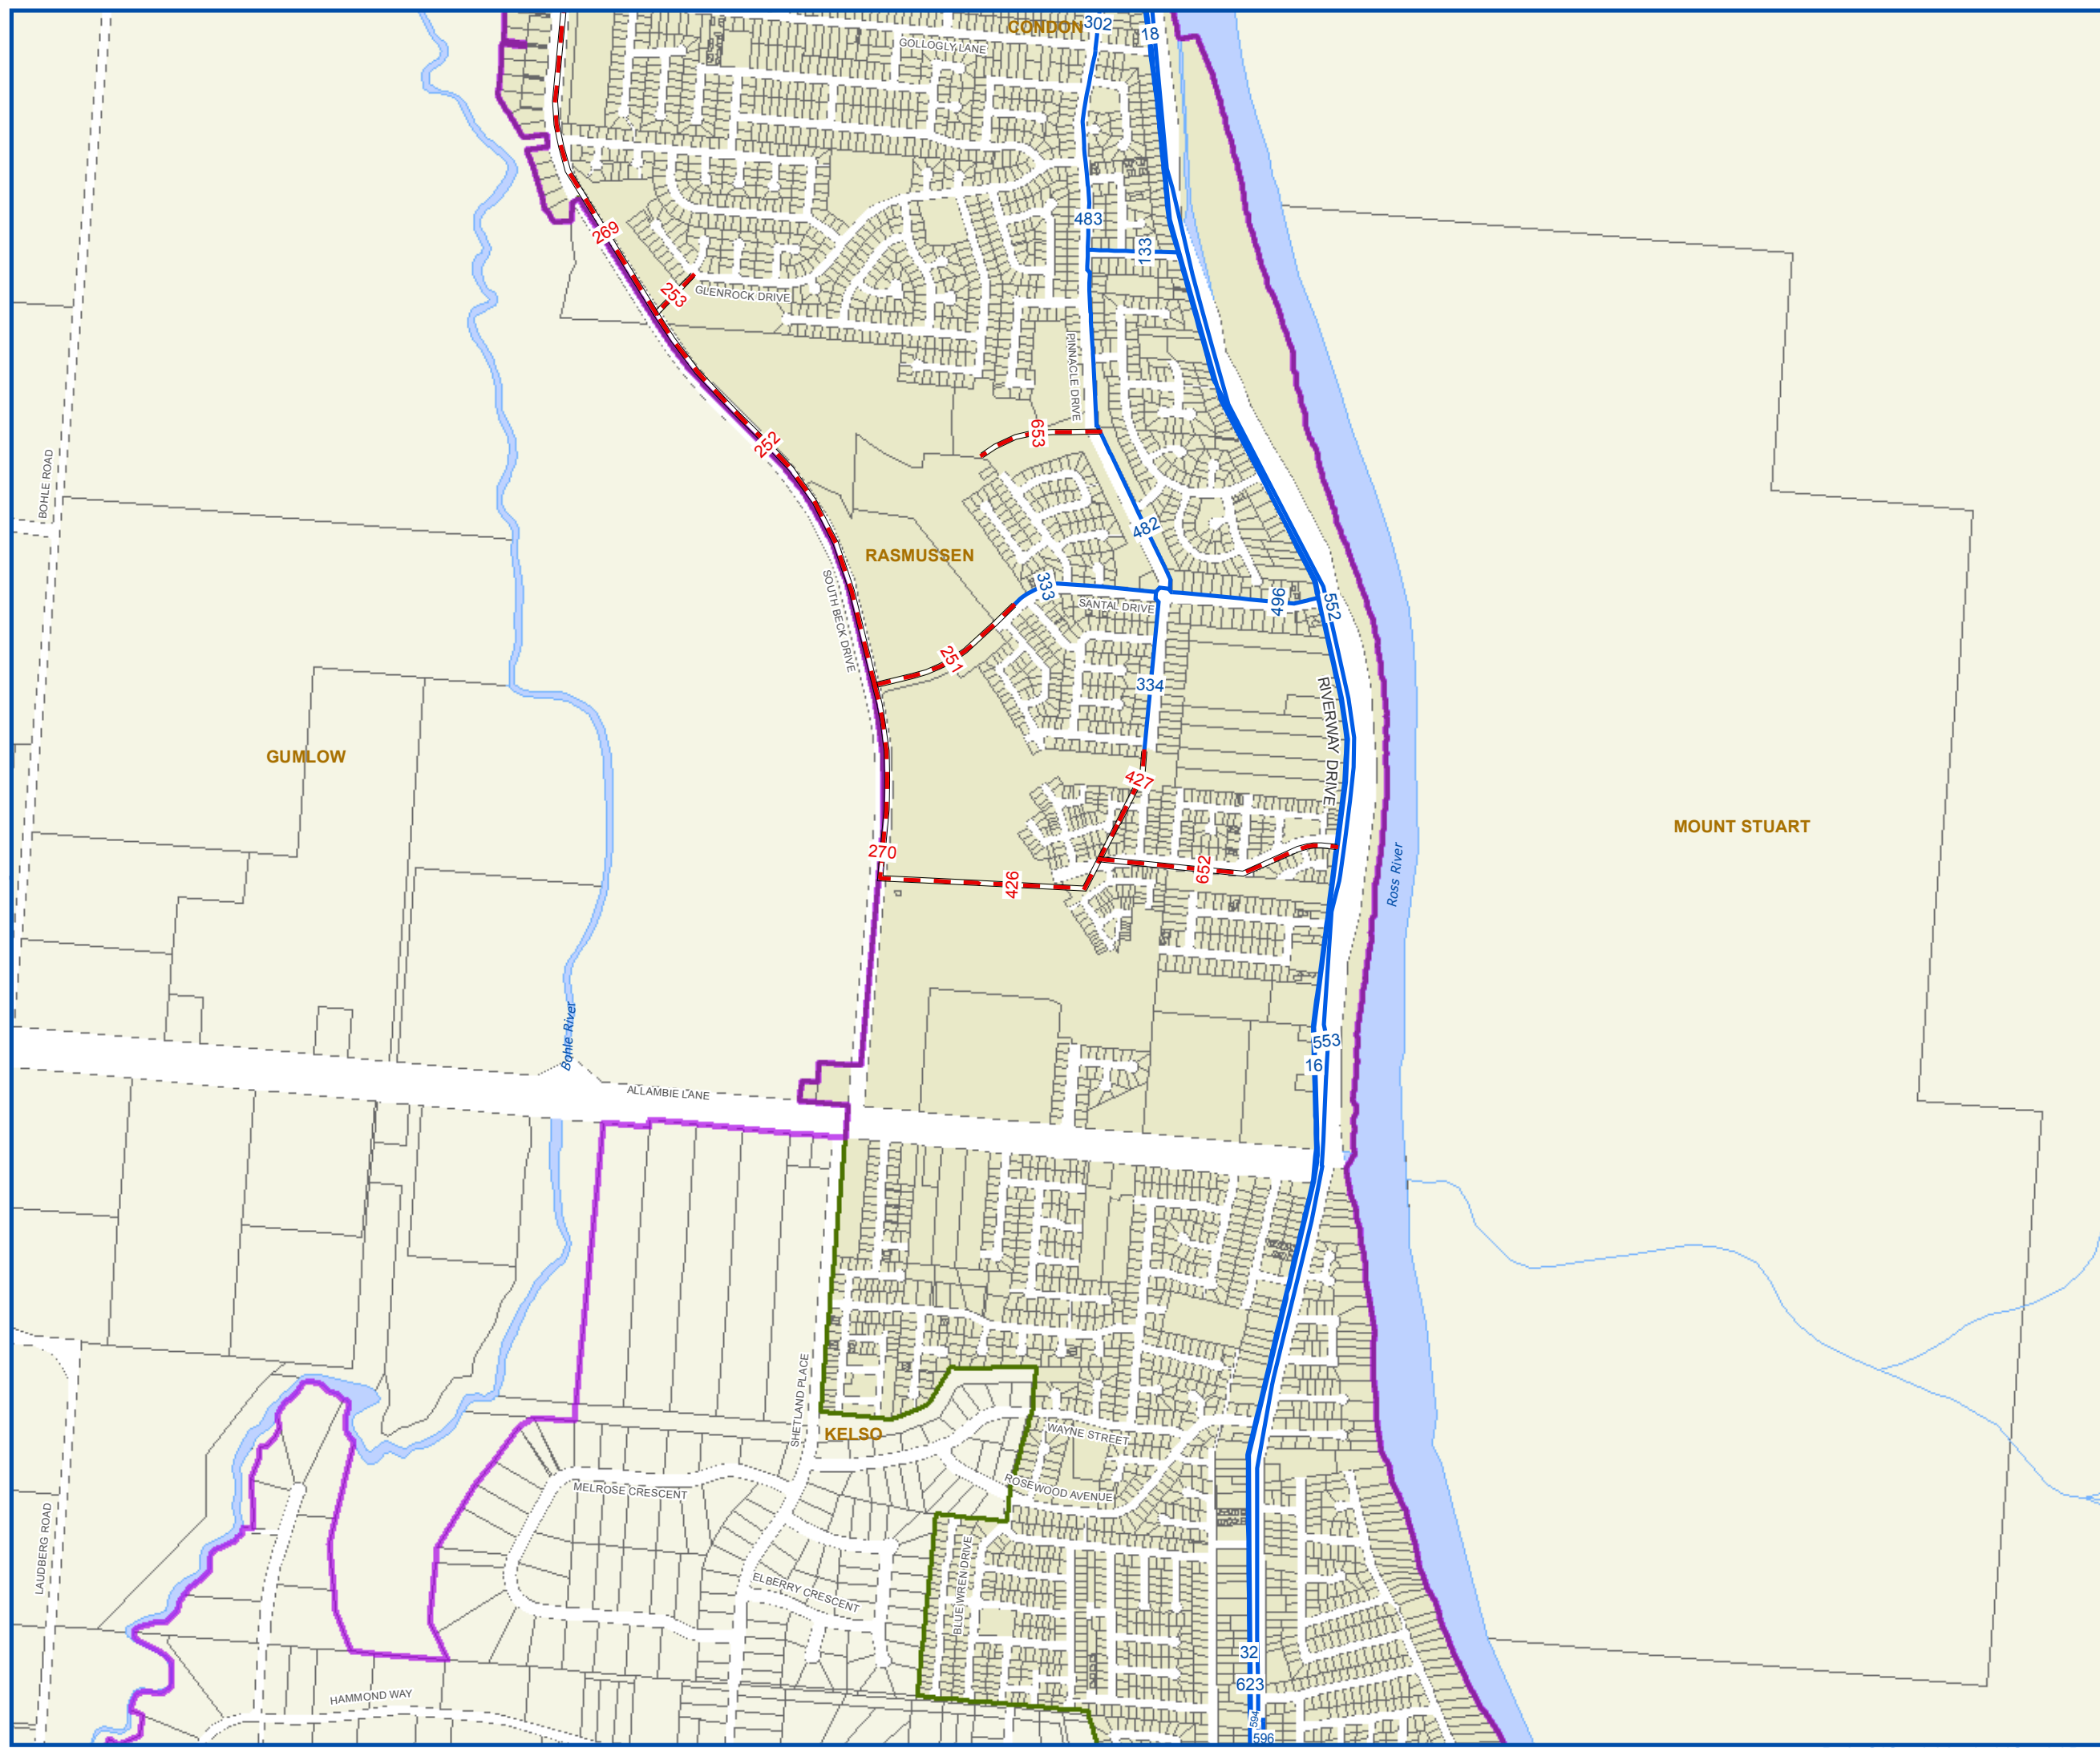 CONDON
302
18
GOLLOGLY LANE
483
269
133
253
GLENROCK DRIVE
PINNACLE DRIVE
653
252
BOHLE ROAD
482
RASMUSSEN
SOUTH BECK DRIVE
333
SANTAL DRIVE
496
552
251
334
RIVERWAY DRIVE
GUMLOW
427
MOUNT STUART
270
652
426
Ross River
Bohle River
553
16
ALLAMBIE LANE
SHETLAND PLACE
KELSO
WAYNE STREET
ROSEWOOD AVENUE
MELROSE CRESCENT
LAUDBERG ROAD
BLUE WREN DRIVE
ELBERRY CRESCENT
32
623
HAMMOND WAY
594
596